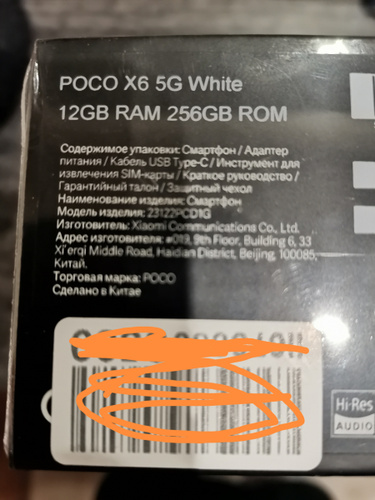 POCO X6 5G White
12GB RAM 256GB ROM
Содержимое упаковки: Смартфон / Адаптер
питания / Кабель USB Type-C / Инструмент для
извлечения SIM-карты / Краткое руководство /
Гарантийный талон / Защитный чехол
Наименование изделия: Смартфон
Модель изделия: 23122PCD1G
Изготовитель: Xiaomi Communications Co., Ltd.
Адрес изготовителя: #019, 9th Floor, Building 6, 33
Xi'erqi Middle Road, Haidian District, Beijing, 100085,
Китай.
Торговая марка: POCO
Сделано в Китае
Hi-Res
AUDIO